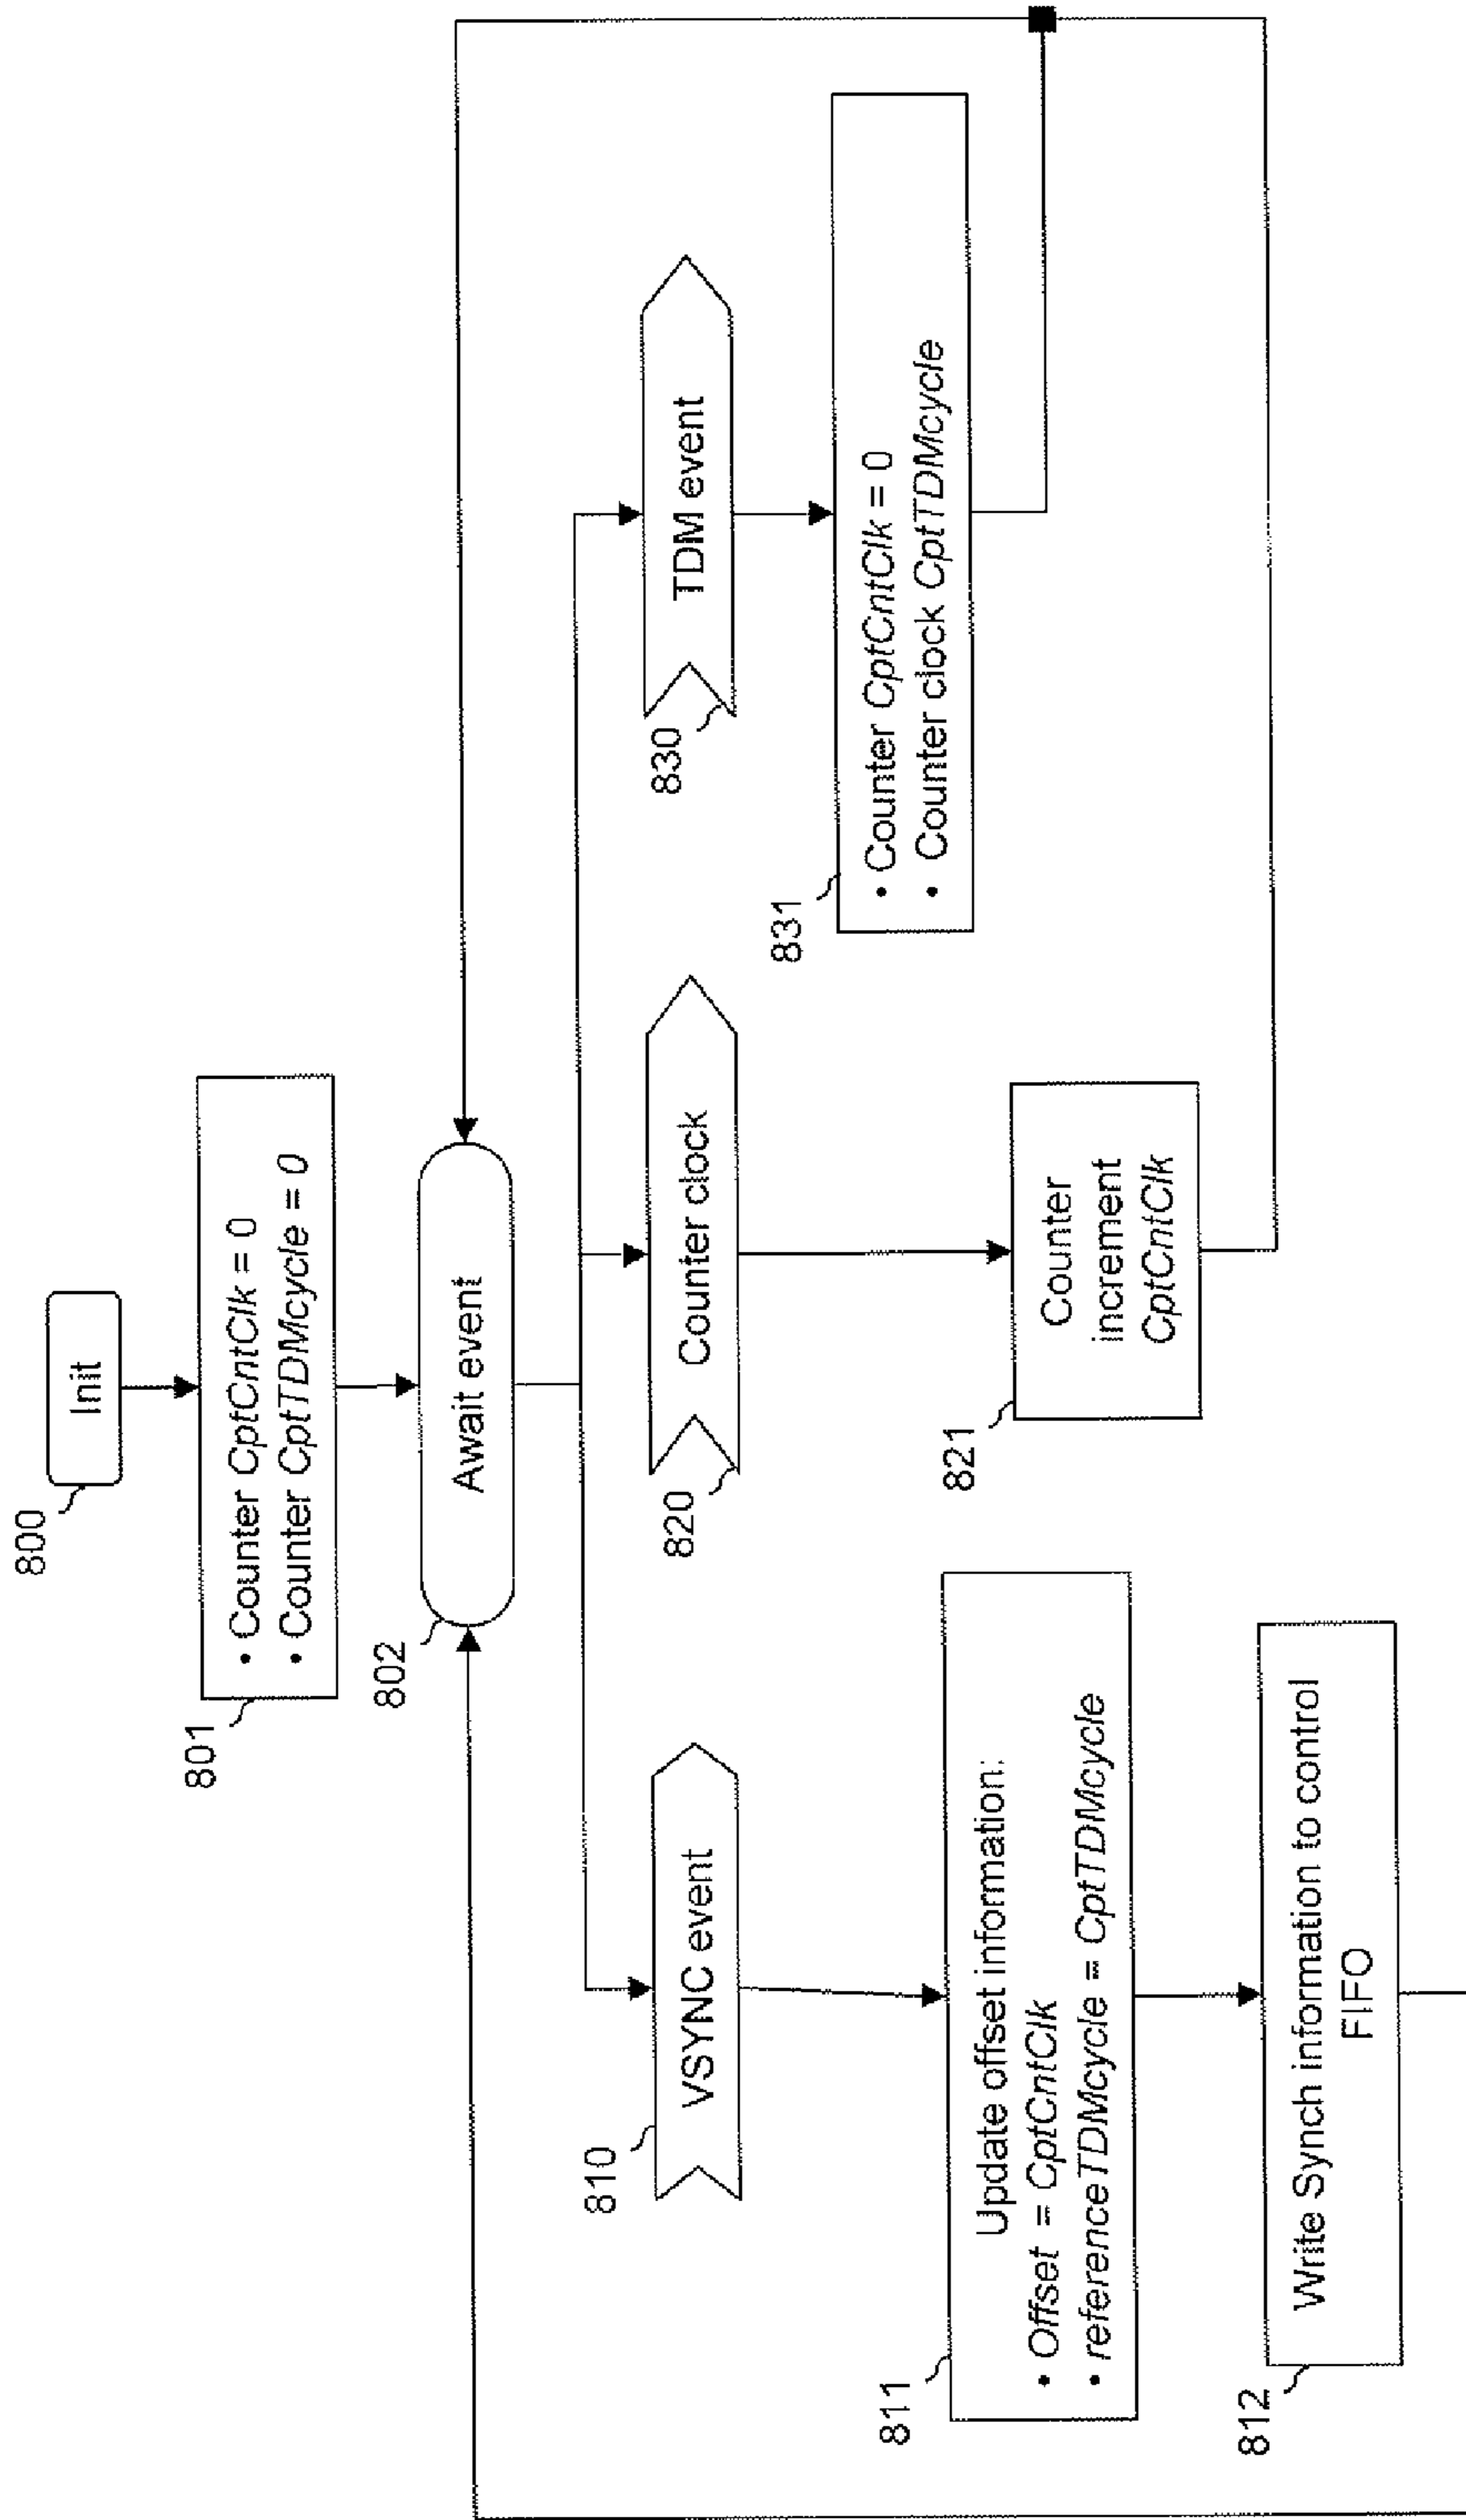 800
Init
801
• Counter CptCntClk = 0
• Counter CptTDMcycle = 0
802
Await event
810
VSYNC event
820
Counter clock
830
TDM event
811
Update offset information:
• Offset = CptCntClk
• referenceTDMcycle = CptTDMcycle
821
Counter
increment
CptCntClk
831
• Counter CptCntClk = 0
• Counter clock CptTDMcycle
812
Write Synch information to control
FIFO